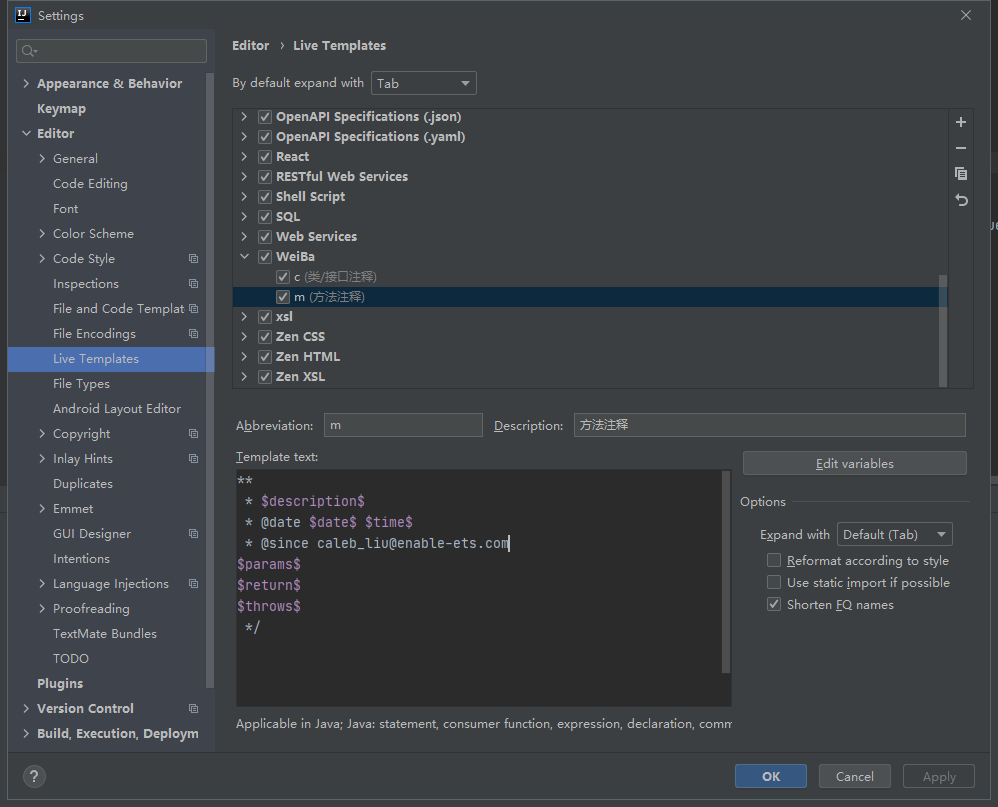 Settings
Appearance & Behavior
Keymap
Editor
General
Code Editing
Font
Color Scheme
Code Style
Inspections
File and Code Templat
File Encodings
Live Templates
File Types
Android Layout Editor
Copyright
Inlay Hints
Duplicates
Emmet
GUI Designer
Intentions
Language Injections
Proofreading
TextMate Bundles
TODO
Plugins
Version Control
Build, Execution, Deploym
Editor › Live Templates
By default expand with Tab
OpenAPI Specifications (.json)
OpenAPI Specifications (.yaml)
React
RESTful Web Services
Shell Script
SQL
Web Services
WeiBa
c (类/接口注释)
m (方法注释)
xsl
Zen CSS
Zen HTML
Zen XSL
Abbreviation: m Description: 方法注释
Template text:
**
* $description$
* @date $date$ $time$
* @since caleb_liu@enable-ets.com
$params$
$return$
$throws$
*/
Edit variables
Options
Expand with Default (Tab)
Reformat according to style
Use static import if possible
Shorten FQ names
Applicable in Java; Java: statement, consumer function, expression, declaration, comm
? OK Cancel Apply